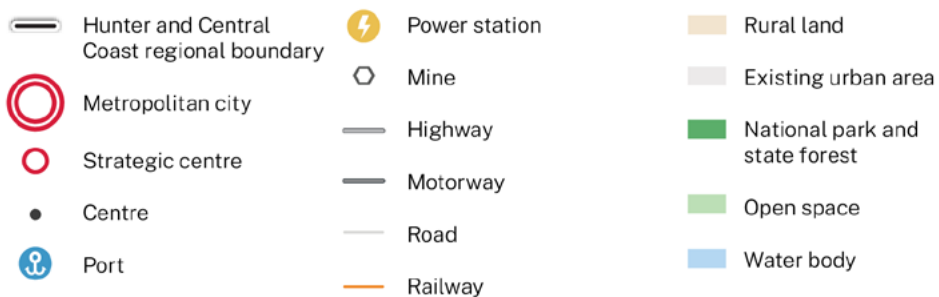 Hunter and Central
Coast regional boundary
Metropolitan city
Strategic centre
Centre
Port
Power station
Mine
Highway
Motorway
Road
Railway
Rural land
Existing urban area
National park and
state forest
Open space
Water body